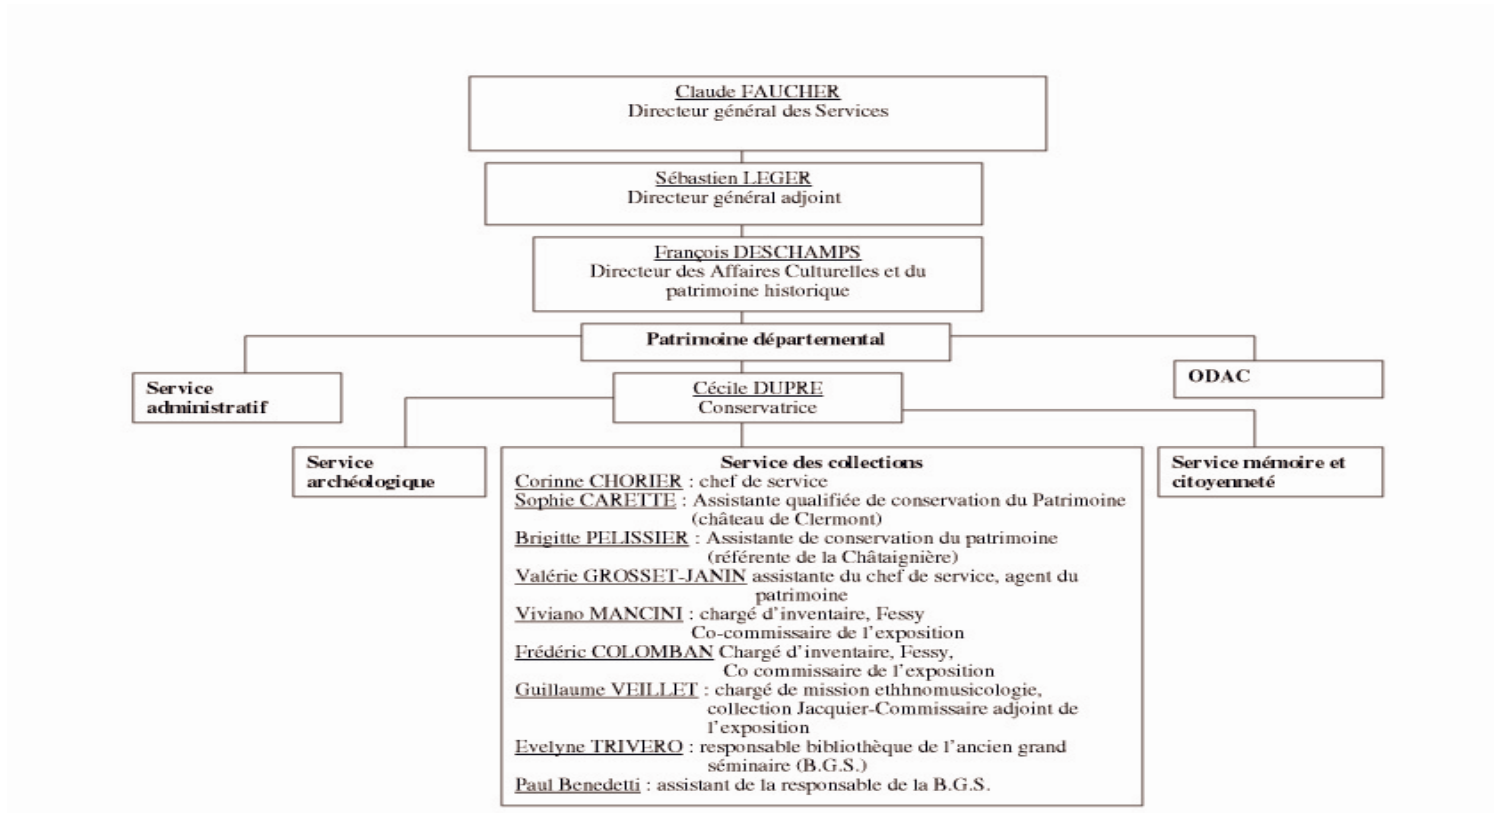 Claude FAUCHER
Directeur général des Services
Sébastien LEGER
Directeur général adjoint
François DESCHAMPS
Directeur des Affaires Culturelles et du
patrimoine historique
Patrimoine départemental
Service
administratif
Cécile DUPRE
Conservatrice
ODAC
Service
archéologique
Service des collections
Corinne CHORIER : chef de service
Sophie CARETTE : Assistante qualifiée de conservation du Patrimoine
(château de Clermont)
Brigitte PELISSIER : Assistante de conservation du patrimoine
(référente de la Châtaignière)
Valérie GROSSET-JANIN assistante du chef de service, agent du
patrimoine
Viviano MANCINI : chargé d'inventaire, Fessy
Co-commissaire de l'exposition
Frédéric COLOMBAN Chargé d'inventaire, Fessy,
Co commissaire de l'exposition
Guillaume VEILLET : chargé de mission ethhnomusicologie,
collection Jacquier-Commissaire adjoint de
l'exposition
Evelyne TRIVERO : responsable bibliothèque de l'ancien grand
séminaire (B.G.S.)
Paul Benedetti : assistant de la responsable de la B.G.S.
Service mémoire et
citoyenneté